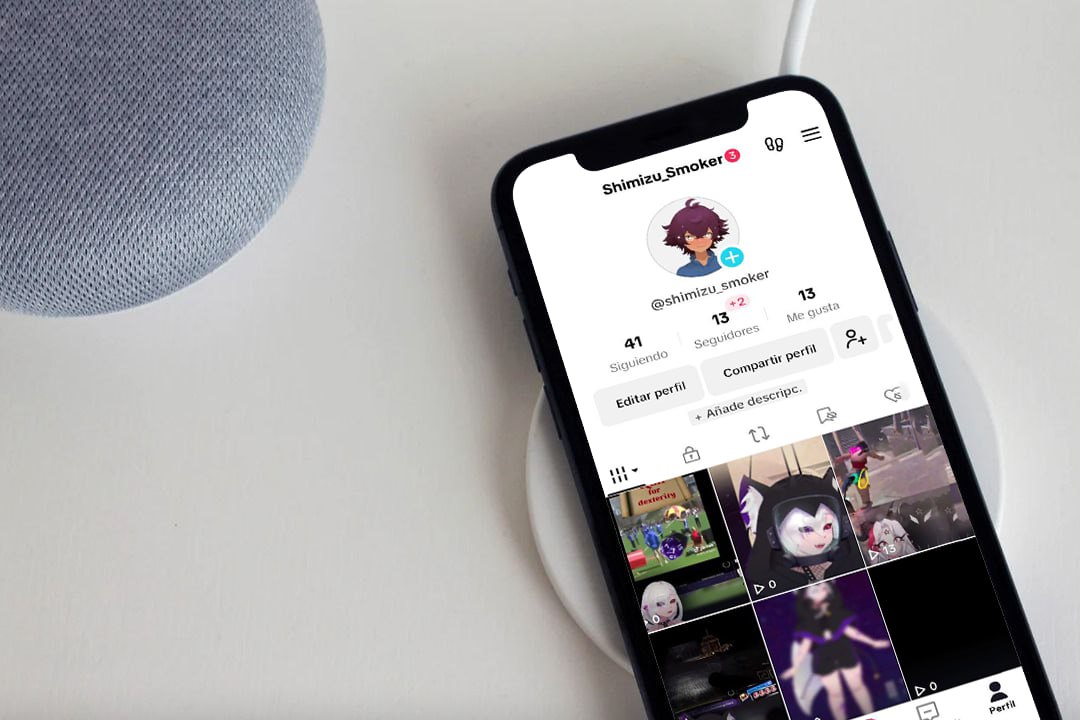 Shimizu_Smoker 3
@shimizu_smoker
41
Siguiendo
13 +2
Seguidores
13
Me gusta
Editar perfil
Compartir perfil
+ Añade descripc.
for
dexterity
0
0
13
0
Perfil